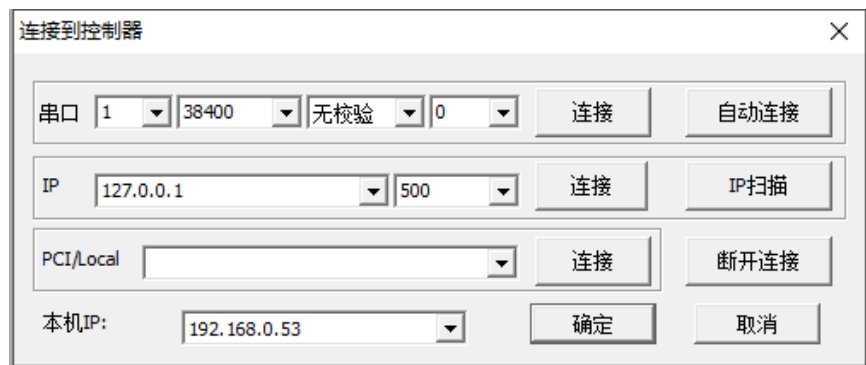 连接到控制器
串口 1 38400 无校验 0 连接 自动连接
IP 127.0.0.1 500 连接 IP扫描
PCI/Local 连接 断开连接
本机IP: 192.168.0.53 确定 取消